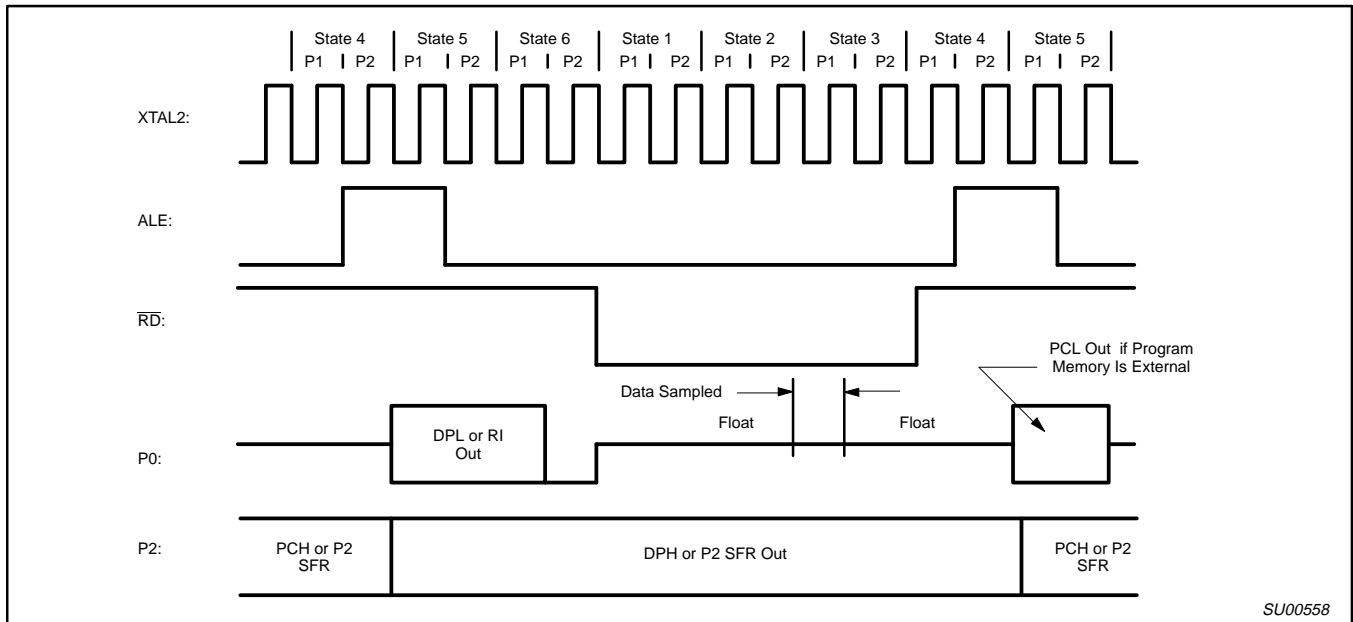 State 4 State 5 State 6 State 1 State 2 State 3 State 4 State 5
P1 P2 P1 P2 P1 P2 P1 P2 P1 P2 P1 P2 P1 P2 P1 P2
XTAL2:
ALE:
RD:
PCL Out if Program
Memory Is External
Data Sampled
Float Float
DPL or RI
Out
P0:
P2:
PCH or P2
SFR
DPH or P2 SFR Out
PCH or P2
SFR
SU00558